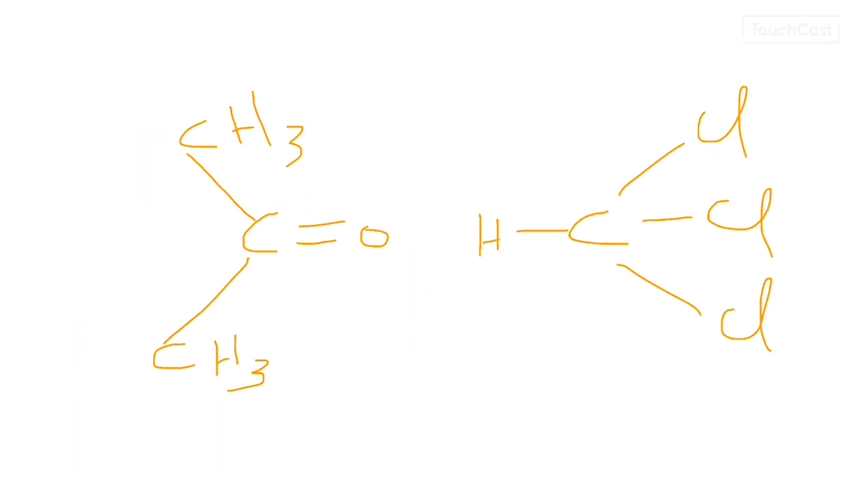 TouchCast
CH3
Cl
C=O
H-C-Cl
CH3
Cl